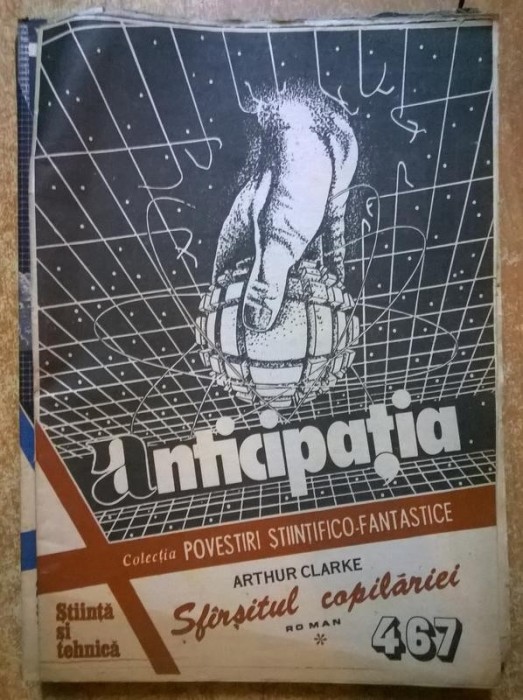 anticipația
Colecția POVESTIRI ȘTIINȚIFICO-FANTASTICE
ARTHUR CLARKE
Sfîrșitul copilăriei
ROMAN
*
Știință
și
tehnică
467